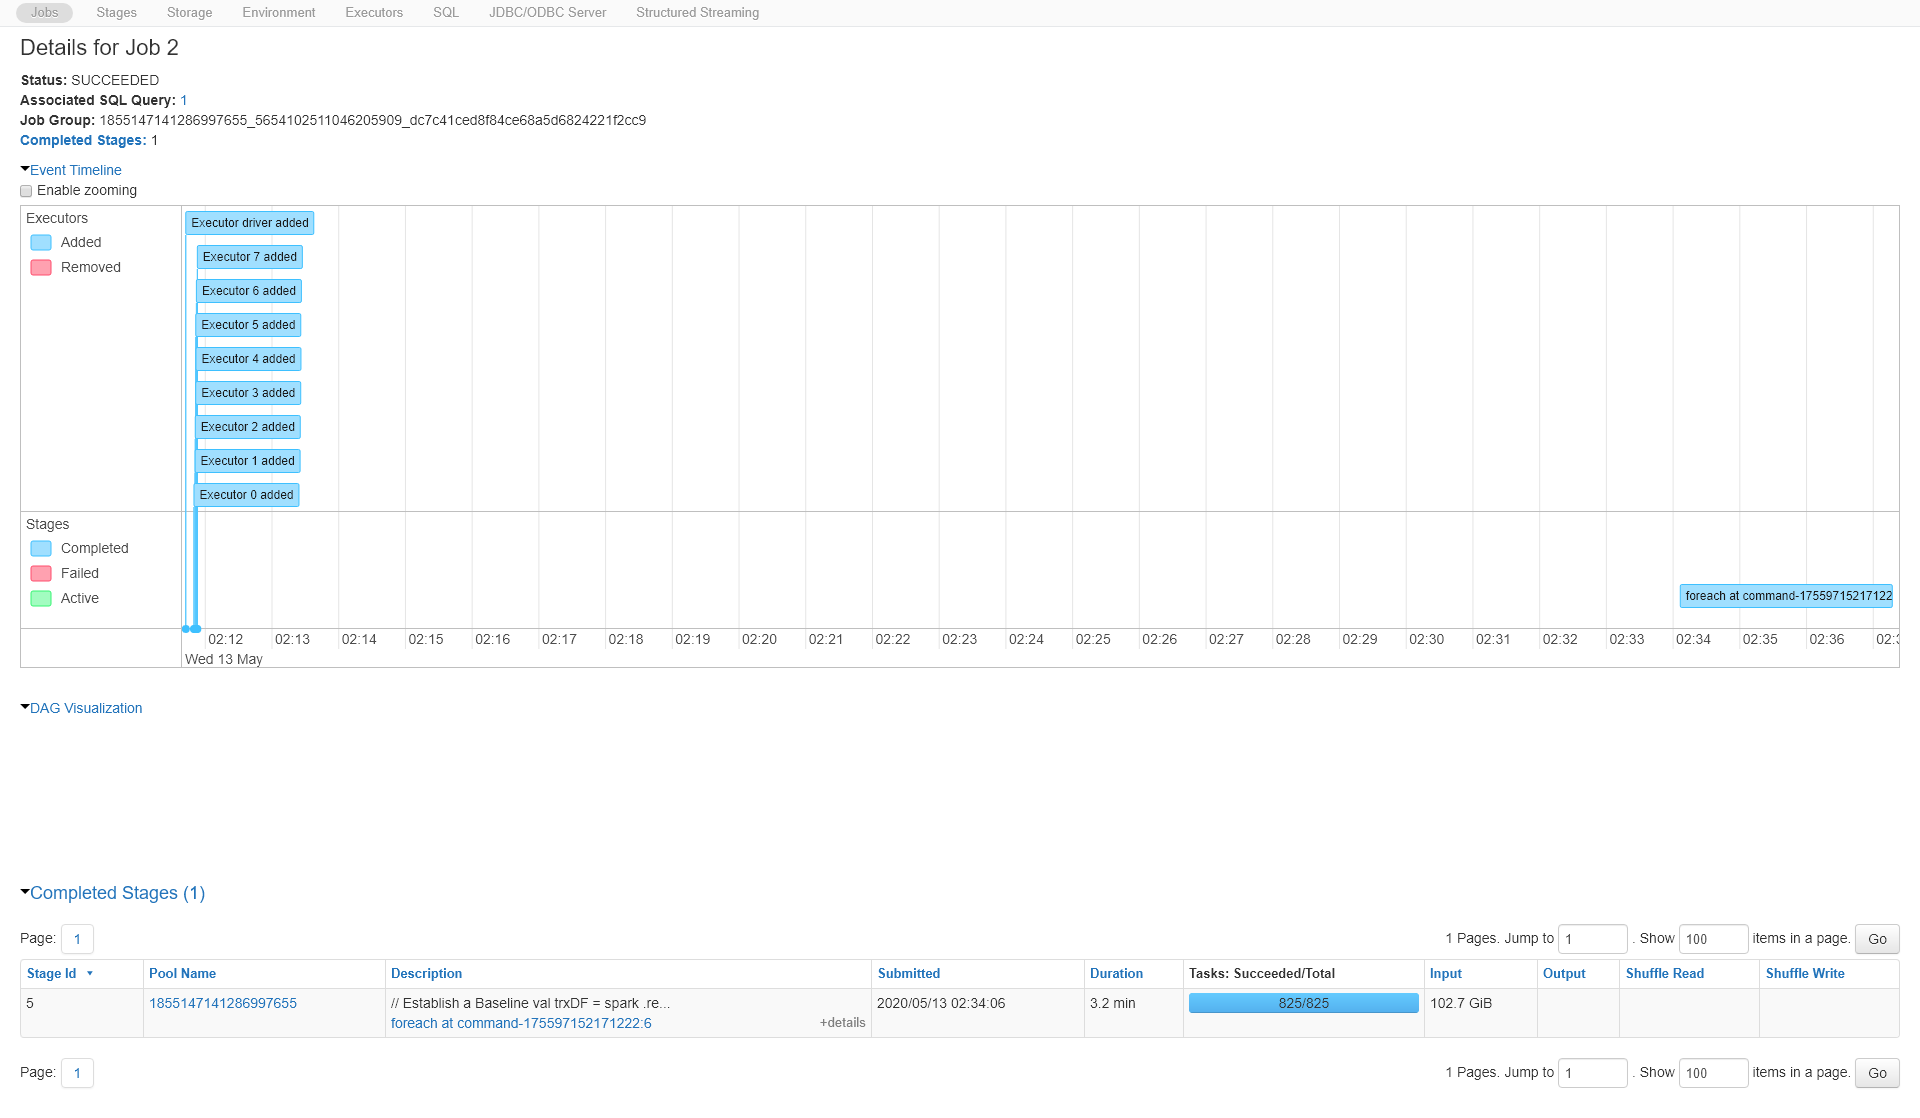 Jobs Stages Storage Environment Executors SQL JDBC/ODBC Server Structured Streaming
Details for Job 2
Status: SUCCEEDED
Associated SQL Query: 1
Job Group: 1855147141286997655_5654102511046205909_dc7c41ced8f84ce68a5d6824221f2cc9
Completed Stages: 1
Event Timeline
Enable zooming
Executors
Added
Removed
Executor driver added
Executor 7 added
Executor 6 added
Executor 5 added
Executor 4 added
Executor 3 added
Executor 2 added
Executor 1 added
Executor 0 added
Stages
Completed
Failed
Active
foreach at command-17559715217122
02:12 02:13 02:14 02:15 02:16 02:17 02:18 02:19 02:20 02:21 02:22 02:23 02:24 02:25 02:26 02:27 02:28 02:29 02:30 02:31 02:32 02:33 02:34 02:35 02:36
Wed 13 May
DAG Visualization
Completed Stages (1)
Page: 1 1 Pages. Jump to 1 . Show 100 items in a page. Go
Stage Id Pool Name Description Submitted Duration Tasks: Succeeded/Total Input Output Shuffle Read Shuffle Write
5 1855147141286997655 // Establish a Baseline val trxDF = spark .re... 2020/05/13 02:34:06 3.2 min 825/825 102.7 GiB
foreach at command-175597152171222:6 +details
Page: 1 1 Pages. Jump to 1 . Show 100 items in a page. Go